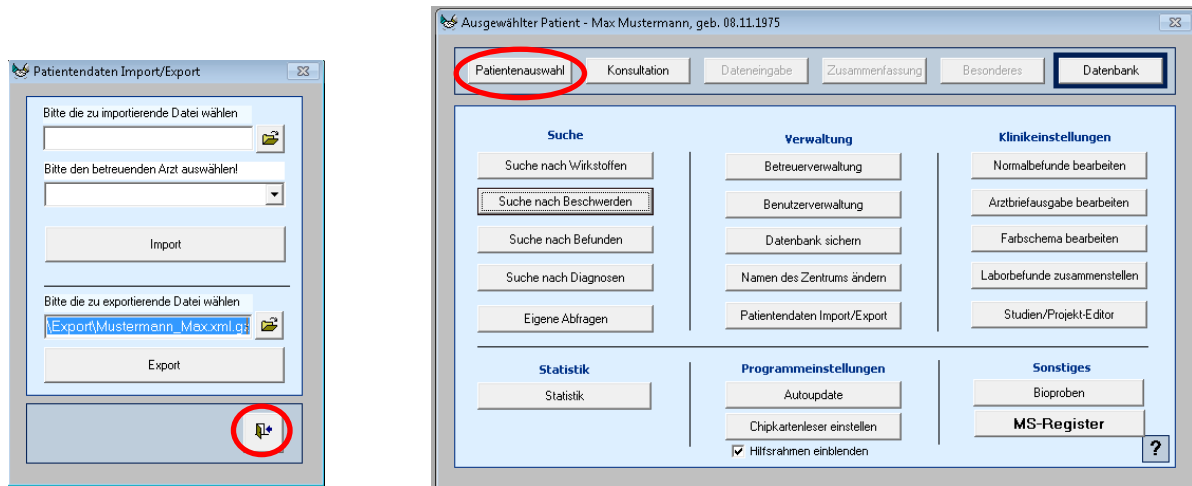 Patientendaten Import/Export
Bitte die zu importierende Datei wählen
Bitte den betreuenden Arzt auswählen!
Import
Bitte die zu exportierende Datei wählen
\Export\Mustermann_Max.xml.gz
Export
Ausgewählter Patient - Max Mustermann, geb. 08.11.1975
Patientenauswahl Konsultation Dateneingabe Zusammenfassung Besonderes Datenbank
Suche
Suche nach Wirkstoffen
Suche nach Beschwerden
Suche nach Befunden
Suche nach Diagnosen
Eigene Abfragen
Verwaltung
Betreuerverwaltung
Benutzerverwaltung
Datenbank sichern
Namen des Zentrums ändern
Patientendaten Import/Export
Klinikeinstellungen
Normalbefunde bearbeiten
Arztbriefausgabe bearbeiten
Farbschema bearbeiten
Laborbefunde zusammenstellen
Studien/Projekt-Editor
Statistik
Statistik
Programmeinstellungen
Autoupdate
Chipkartenleser einstellen
Hilfsrahmen einblenden
Sonstiges
Bioproben
MS-Register
?